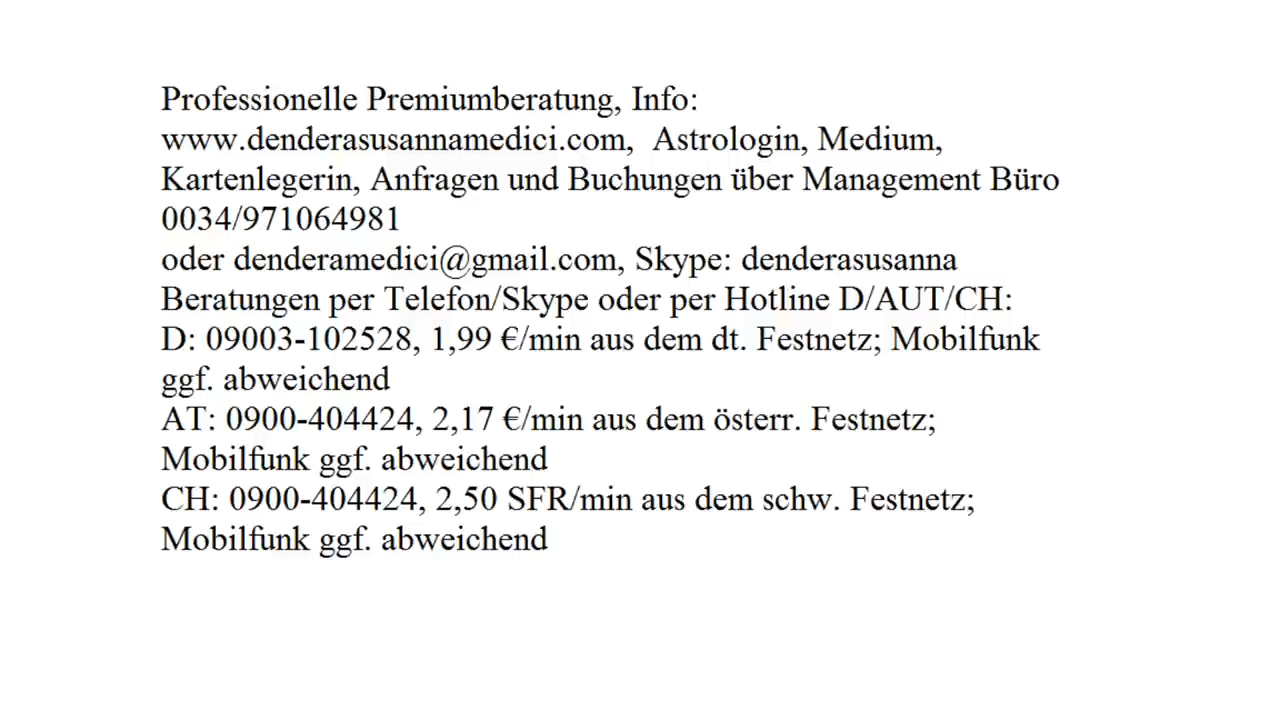 Professionelle Premiumberatung, Info:
www.denderasusannamedici.com,  Astrologin, Medium,
Kartenlegerin, Anfragen und Buchungen über Management Büro
0034/971064981
oder denderamedici@gmail.com, Skype: denderasusanna
Beratungen per Telefon/Skype oder per Hotline D/AUT/CH:
D: 09003-102528, 1,99 €/min aus dem dt. Festnetz; Mobilfunk
ggf. abweichend
AT: 0900-404424, 2,17 €/min aus dem österr. Festnetz;
Mobilfunk ggf. abweichend
CH: 0900-404424, 2,50 SFR/min aus dem schw. Festnetz;
Mobilfunk ggf. abweichend